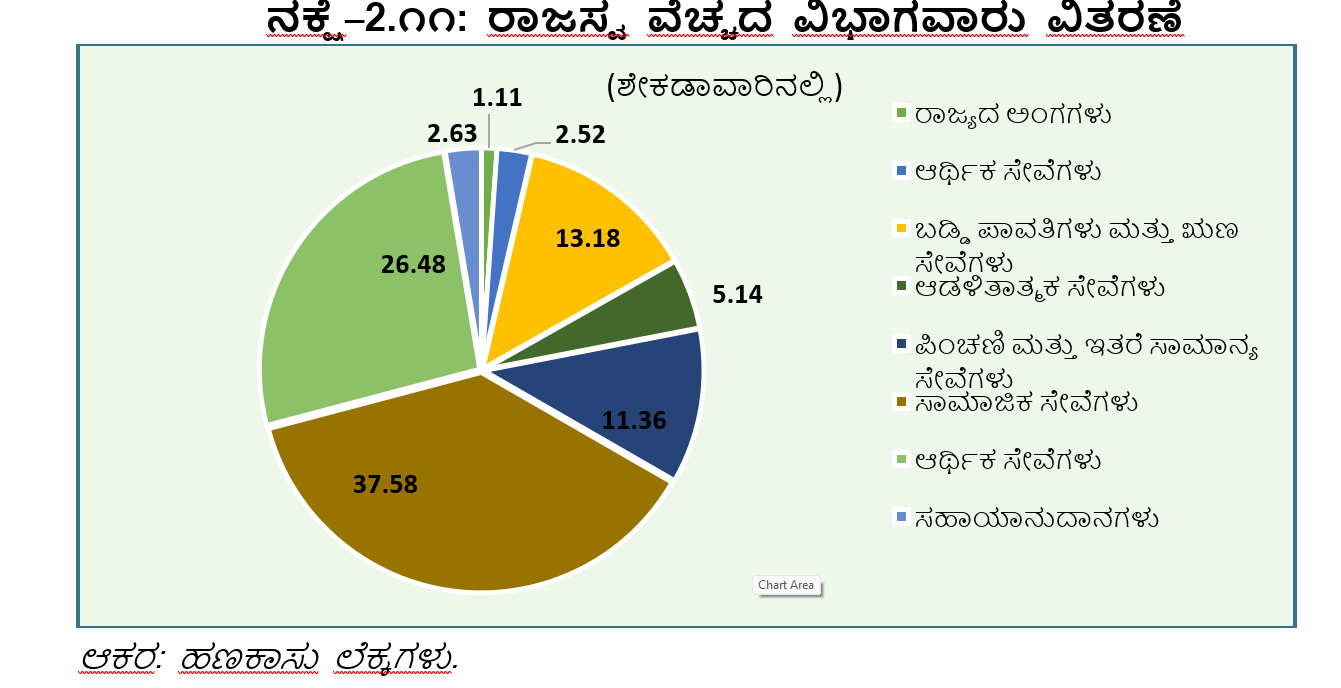 ನಕ್ಷೆ–2.೧೧: ರಾಜಸ್ವ ವೆಚ್ಚದ ವಿಭಾಗವಾರು ವಿತರಣೆ
(ಶೇಕಡಾವಾರಿನಲ್ಲಿ)
1.11
2.63
2.52
13.18
26.48
5.14
11.36
37.58
ರಾಜ್ಯದ ಅಂಗಗಳು
ಆರ್ಥಿಕ ಸೇವೆಗಳು
ಬಡ್ಡಿ ಪಾವತಿಗಳು ಮತ್ತು ಋಣ
ಸೇವೆಗಳು
ಆಡಳಿತಾತ್ಮಕ ಸೇವೆಗಳು
ಪಿಂಚಣಿ ಮತ್ತು ಇತರೆ ಸಾಮಾನ್ಯ
ಸೇವೆಗಳು
ಸಾಮಾಜಿಕ ಸೇವೆಗಳು
ಆರ್ಥಿಕ ಸೇವೆಗಳು
ಸಹಾಯಾನುದಾನಗಳು
Chart Area
ಆಕರ: ಹಣಕಾಸು ಲೆಕ್ಕಗಳು.